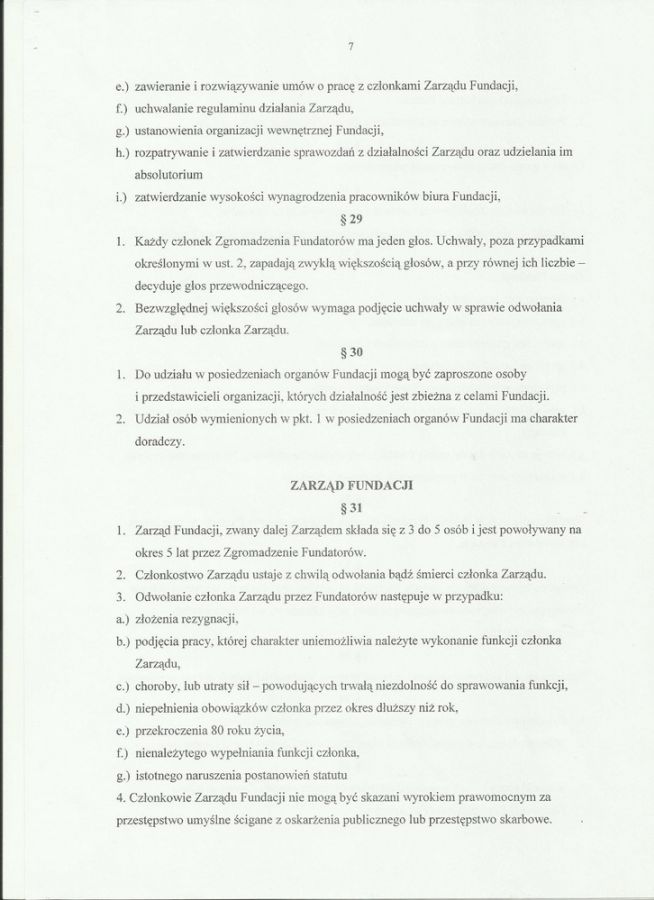 7
e.) zawieranie i rozwiązywanie umów o pracę z członkami Zarządu Fundacji,
f.) uchwalanie regulaminu działania Zarządu,
g.) ustanowienia organizacji wewnętrznej Fundacji,
h.) rozpatrywanie i zatwierdzanie sprawozdań z działalności Zarządu oraz udzielania im
absolutorium
i.) zatwierdzanie wysokości wynagrodzenia pracowników biura Fundacji,
§ 29
1. Każdy członek Zgromadzenia Fundatorów ma jeden głos. Uchwały, poza przypadkami
określonymi w ust. 2, zapadają zwykłą większością głosów, a przy równej ich liczbie –
decyduje głos przewodniczącego.
2. Bezwzględnej większości głosów wymaga podjęcie uchwały w sprawie odwołania
Zarządu lub członka Zarządu.
§ 30
1. Do udziału w posiedzeniach organów Fundacji mogą być zaproszone osoby
i przedstawicieli organizacji, których działalność jest zbieżna z celami Fundacji.
2. Udział osób wymienionych w pkt. 1 w posiedzeniach organów Fundacji ma charakter
doradczy.
ZARZĄD FUNDACJI
§ 31
1. Zarząd Fundacji, zwany dalej Zarządem składa się z 3 do 5 osób i jest powoływany na
okres 5 lat przez Zgromadzenie Fundatorów.
2. Członkostwo Zarządu ustaje z chwilą odwołania bądź śmierci członka Zarządu.
3. Odwołanie członka Zarządu przez Fundatorów następuje w przypadku:
a.) złożenia rezygnacji,
b.) podjęcia pracy, której charakter uniemożliwia należyte wykonanie funkcji członka
Zarządu,
c.) choroby, lub utraty sił – powodujących trwałą niezdolność do sprawowania funkcji,
d.) niepełnienia obowiązków członka przez okres dłuższy niż rok,
e.) przekroczenia 80 roku życia,
f.) nienależytego wypełniania funkcji członka,
g.) istotnego naruszenia postanowień statutu
4. Członkowie Zarządu Fundacji nie mogą być skazani wyrokiem prawomocnym za
przestępstwo umyślne ścigane z oskarżenia publicznego lub przestępstwo skarbowe.